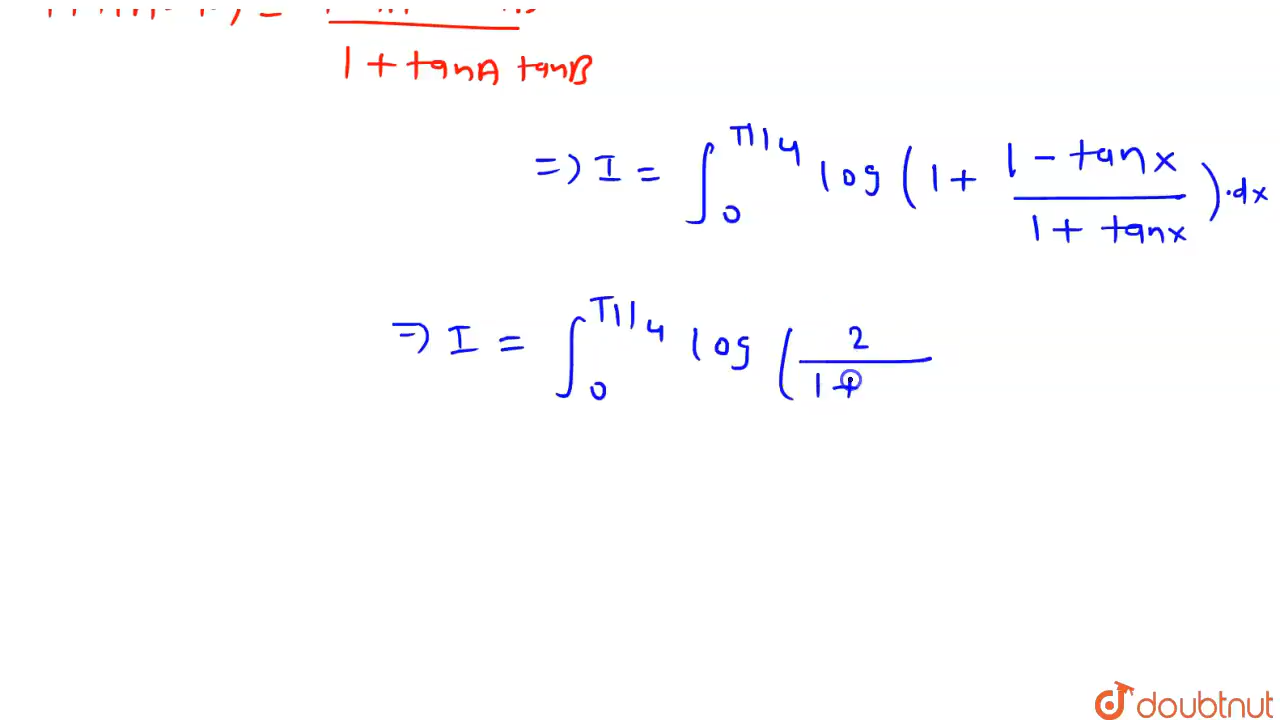 1 + tanA tanB
⇒ I = ∫₀^π/4 log (1 + (1 - tanx)/(1 + tanx)) · dx
⇒ I = ∫₀^π/4 log ( 2/(1 +
doubtnut